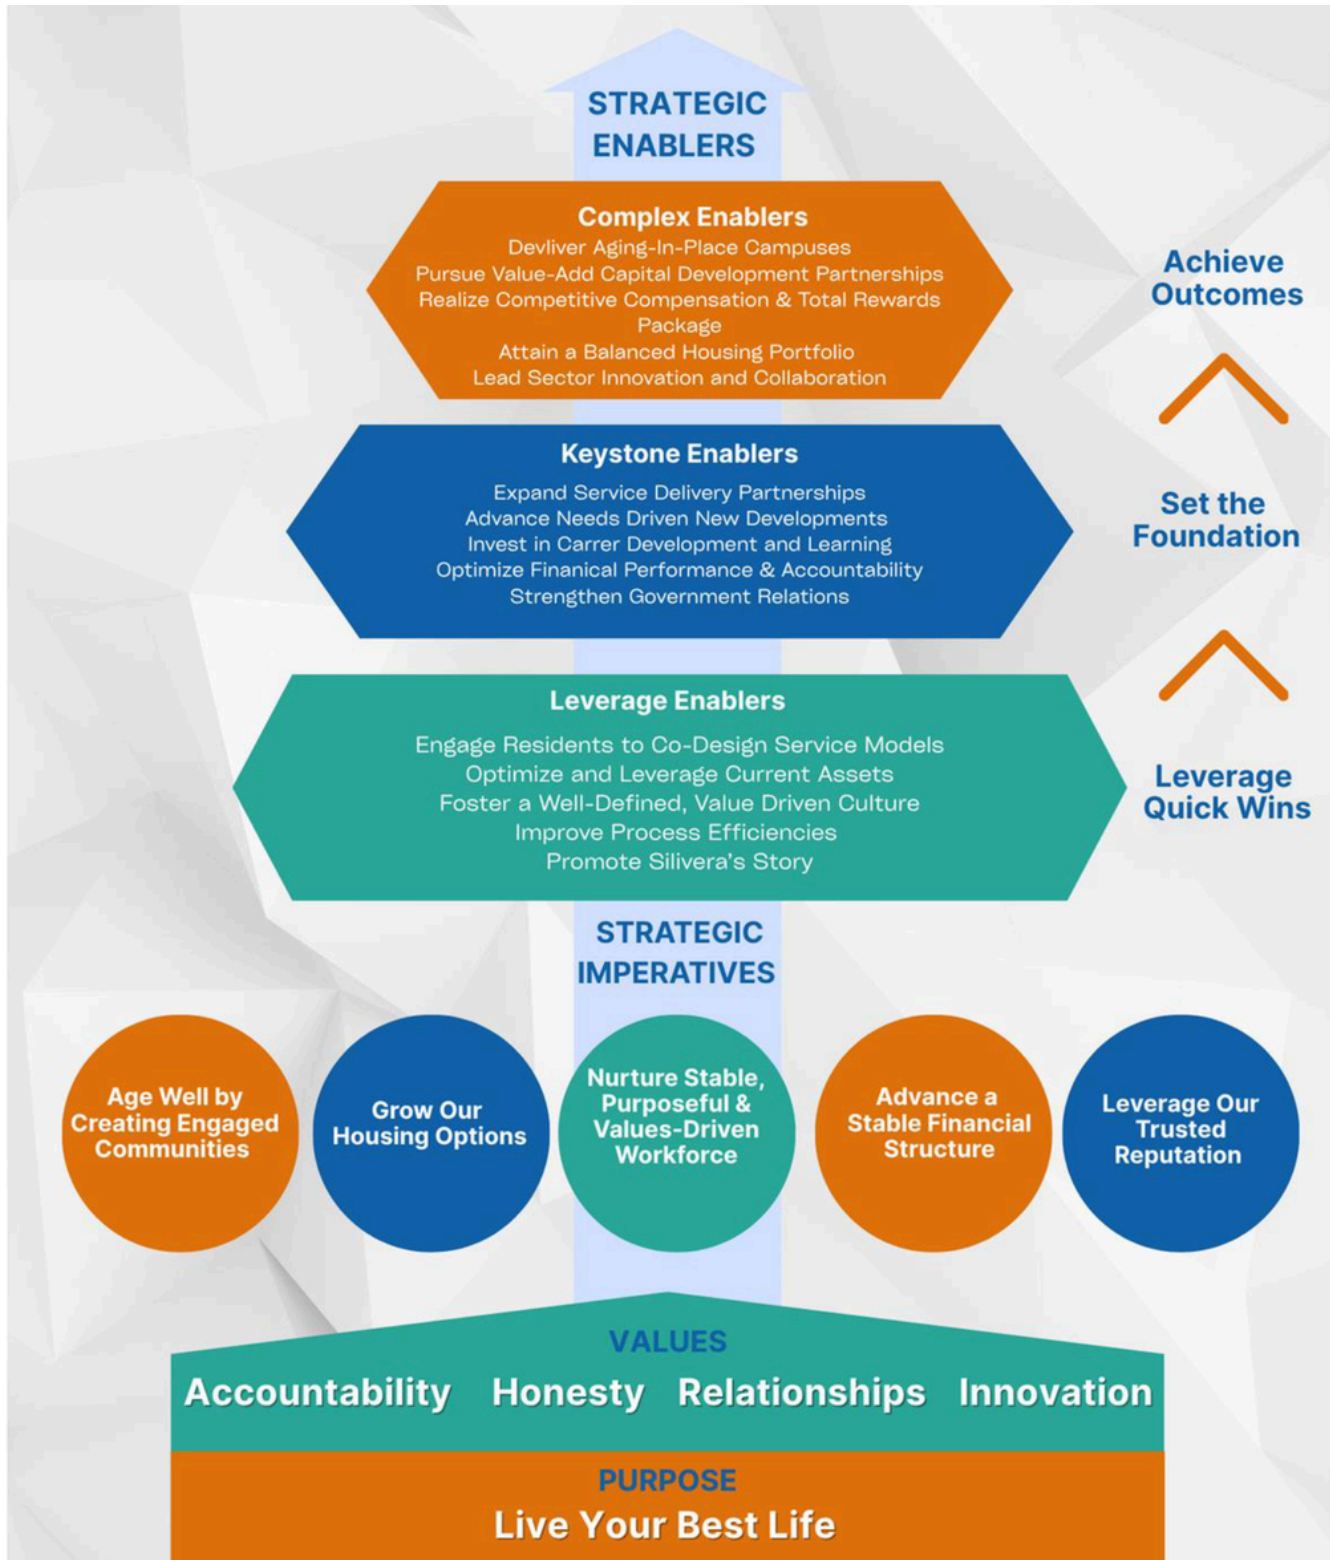 STRATEGIC
ENABLERS
Complex Enablers
Devliver Aging-In-Place Campuses
Pursue Value-Add Capital Development Partnerships
Realize Competitive Compensation & Total Rewards
Package
Attain a Balanced Housing Portfolio
Lead Sector Innovation and Collaboration
Achieve
Outcomes
Keystone Enablers
Expand Service Delivery Partnerships
Advance Needs Driven New Developments
Invest in Carrer Development and Learning
Optimize Finanical Performance & Accountability
Strengthen Government Relations
Set the
Foundation
Leverage Enablers
Engage Residents to Co-Design Service Models
Optimize and Leverage Current Assets
Foster a Well-Defined, Value Driven Culture
Improve Process Efficiencies
Promote Silivera's Story
Leverage
Quick Wins
STRATEGIC
IMPERATIVES
Age Well by
Creating Engaged
Communities
Grow Our
Housing Options
Nurture Stable,
Purposeful &
Values-Driven
Workforce
Advance a
Stable Financial
Structure
Leverage Our
Trusted
Reputation
VALUES
Accountability Honesty Relationships Innovation
PURPOSE
Live Your Best Life